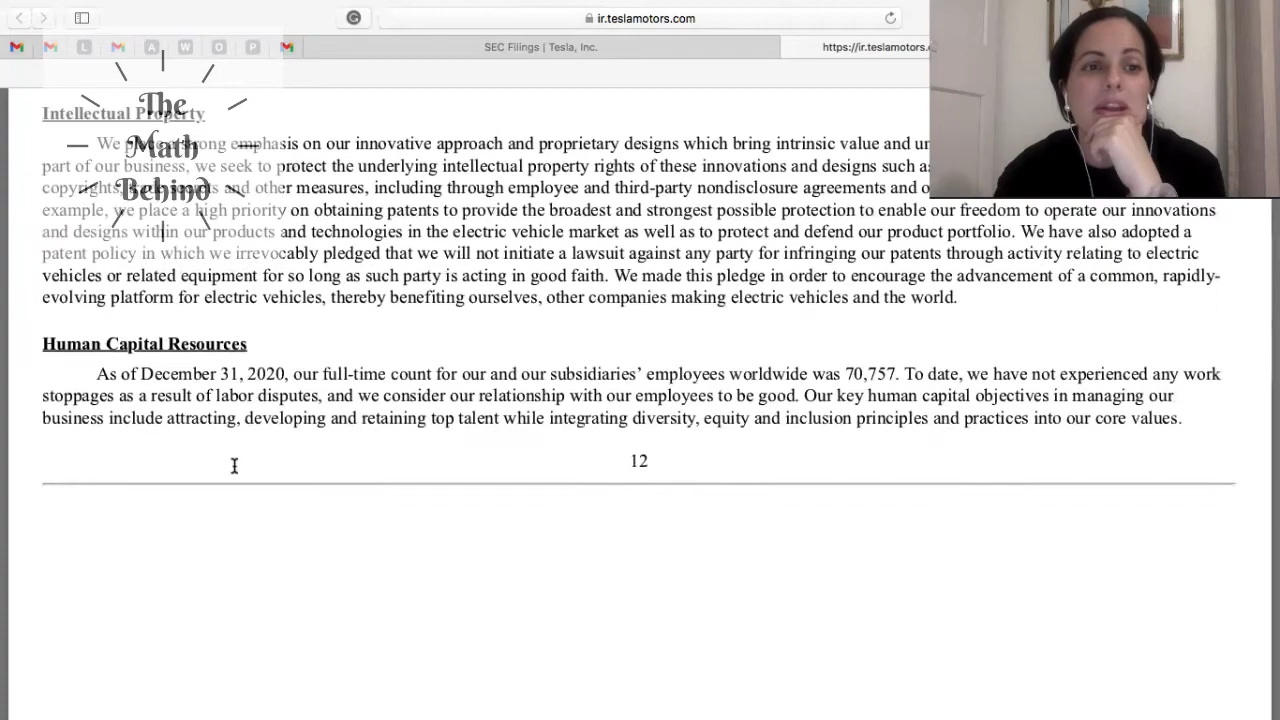 ir.teslamotors.com
L A W O P
SEC Filings | Tesla, Inc.
https://ir.teslamotors.
The
Math
Behind
Intellectual Property
We place a strong emphasis on our innovative approach and proprietary designs which bring intrinsic value and
part of our business, we seek to protect the underlying intellectual property rights of these innovations and designs such as
copyrights, and other measures, including through employee and third-party nondisclosure agreements and
example, we place a high priority on obtaining patents to provide the broadest and strongest possible protection to enable our freedom to operate our innovations
and designs within our products and technologies in the electric vehicle market as well as to protect and defend our product portfolio. We have also adopted a
patent policy in which we irrevocably pledged that we will not initiate a lawsuit against any party for infringing our patents through activity relating to electric
vehicles or related equipment for so long as such party is acting in good faith. We made this pledge in order to encourage the advancement of a common, rapidly-
evolving platform for electric vehicles, thereby benefiting ourselves, other companies making electric vehicles and the world.
Human Capital Resources
As of December 31, 2020, our full-time count for our and our subsidiaries’ employees worldwide was 70,757. To date, we have not experienced any work
stoppages as a result of labor disputes, and we consider our relationship with our employees to be good. Our key human capital objectives in managing our
business include attracting, developing and retaining top talent while integrating diversity, equity and inclusion principles and practices into our core values.
12